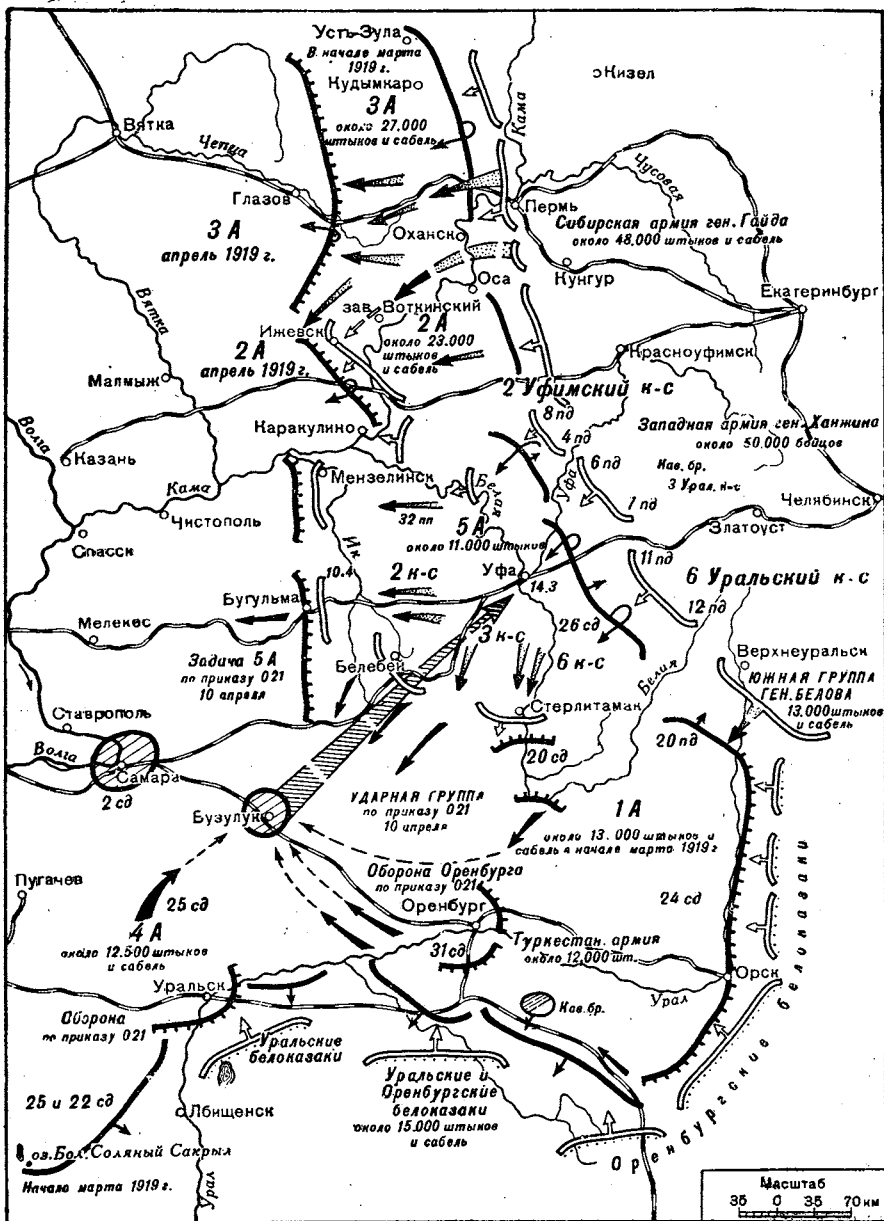 Усть-Зула
В начале марта
1919 г.
Кудымкаро
3 А
около 27.000
штыков и сабель
Кизел
Кама
Вятка
Чепца
Чусовая
Глазов
Пермь
3 А
апрель 1919 г.
Оханск
Сибирская армия ген. Гайда
около 48.000 штыков и сабель
Оса
Кунгур
Екатеринбург
Вятка
зав. Воткинский
Ижевск
2 А
около 23.000
штыков
и сабель
2 А
апрель 1919 г.
Красноуфимск
Малмыж
2 Уфимский к-с
8 пд
4 пд
Западная армия ген. Ханжина
около 50.000 бойцов
Каракулино
Волга
Казань
Кав. бр.
3 Урал. к-с
6 пд
Уфа
Белая
Мензелинск
Кама
Челябинск
1 пд
Чистополь
32 пп
Златоуст
Спасск
5 А
около 11.000 штыков
Ик
11 пд
10.4
2 к-с
Уфа
14.3
6 Уральский к-с
Бугульма
12 пд
Мелекес
26 сд
3 к-с
Задача 5 А
по приказу 021
10 апреля
Белебей
6 к-с
Белия
Верхнеуральск
ЮЖНАЯ ГРУППА
ГЕН. БЕЛОВА
13.000 штыков
и сабель
Ставрополь
Стерлитамак
Волга
20 пд
Самара
20 сд
2 сд
УДАРНАЯ ГРУППА
по приказу 021
10 апреля
Бузулук
1 А
около 13.000 штыков и
сабель в начале марта 1919 г.
Оборона Оренбурга
по приказу 021
Пугачев
25 сд
24 сд
Оренбург
4 А
около 12.500 штыков
и сабель
Туркестан. армия
около 12.000 шт.
31 сд
Орск
Урал
Уральск
Кав. бр.
Оборона
по приказу 021
Уральские
белоказаки
Уральские и
Оренбургские
белоказаки
около 15.000 штыков
и сабель
Оренбургские белоказаки
25 и 22 сд
Лбищенск
оз. Бол. Соляный Сакрыл
Начало марта 1919 г.
Урал
Масштаб
35 0 35 70 км